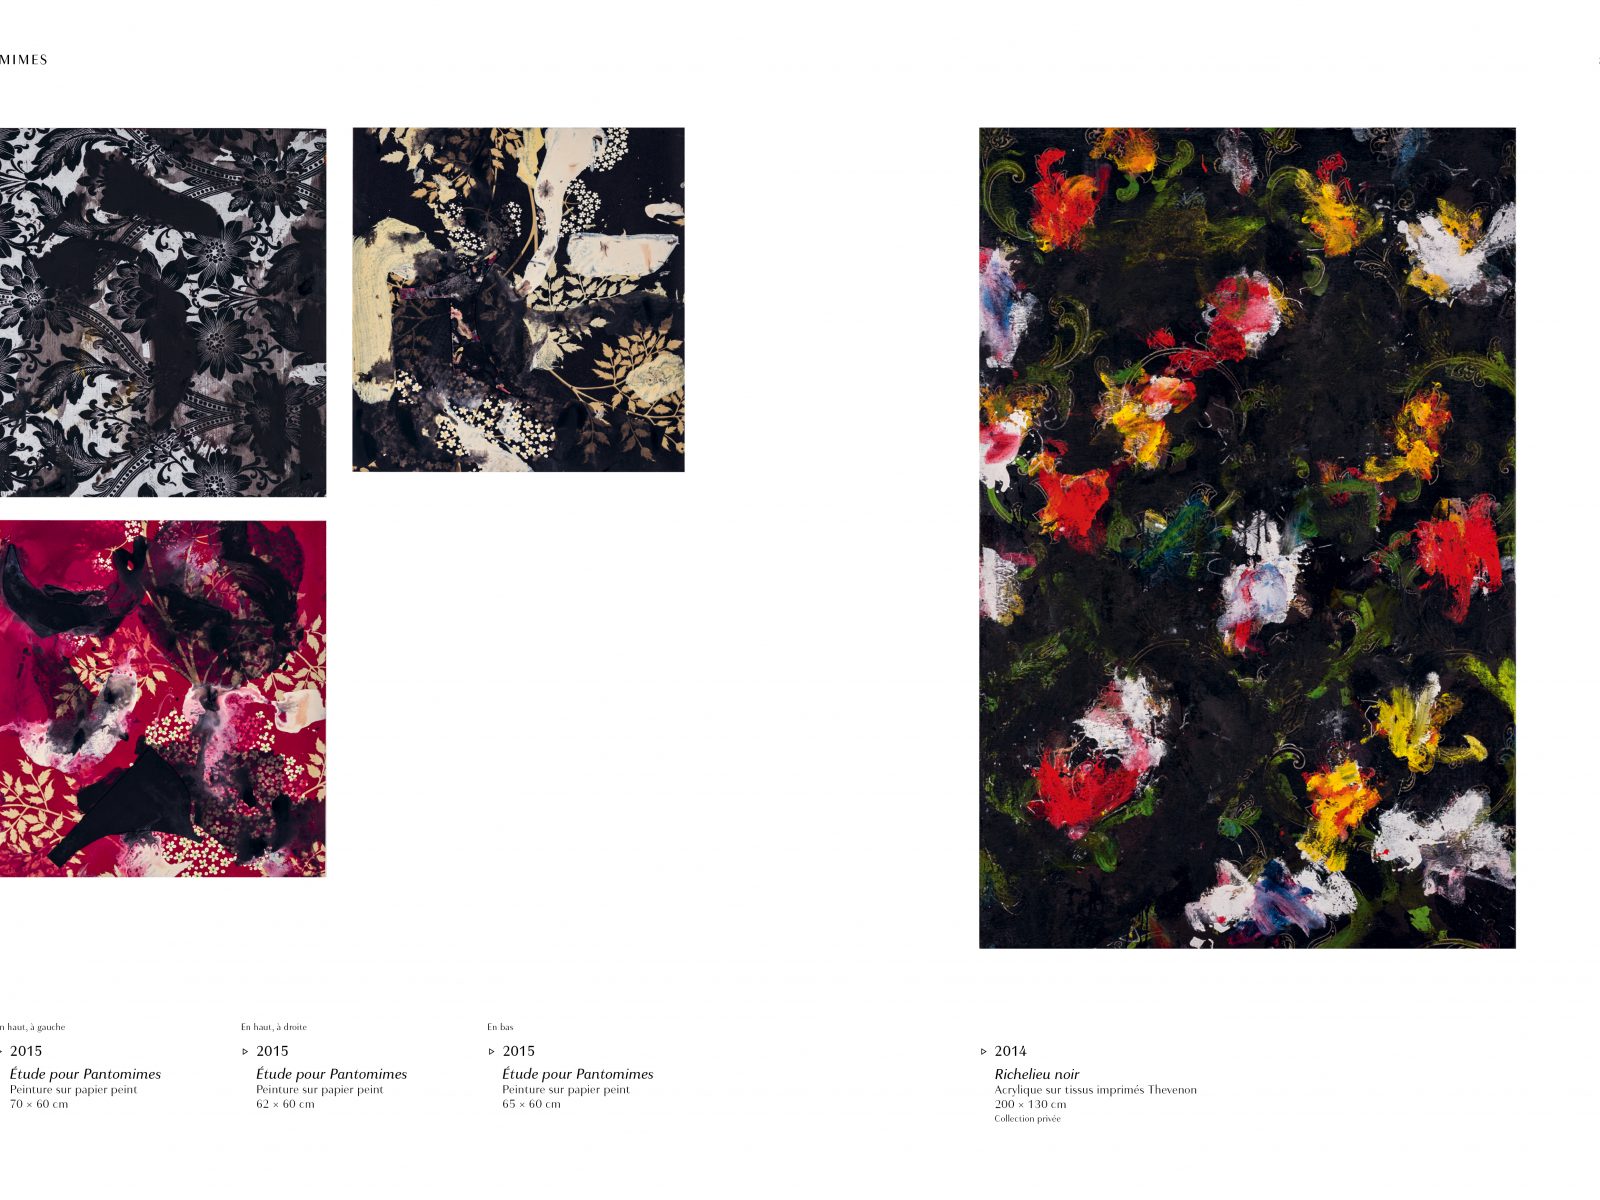 MIMES
n haut, à gauche
▹ 2015
Étude pour Pantomimes
Peinture sur papier peint
70 × 60 cm
En haut, à droite
▹ 2015
Étude pour Pantomimes
Peinture sur papier peint
62 × 60 cm
En bas
▹ 2015
Étude pour Pantomimes
Peinture sur papier peint
65 × 60 cm
▹ 2014
Richelieu noir
Acrylique sur tissus imprimés Thevenon
200 × 130 cm
Collection privée